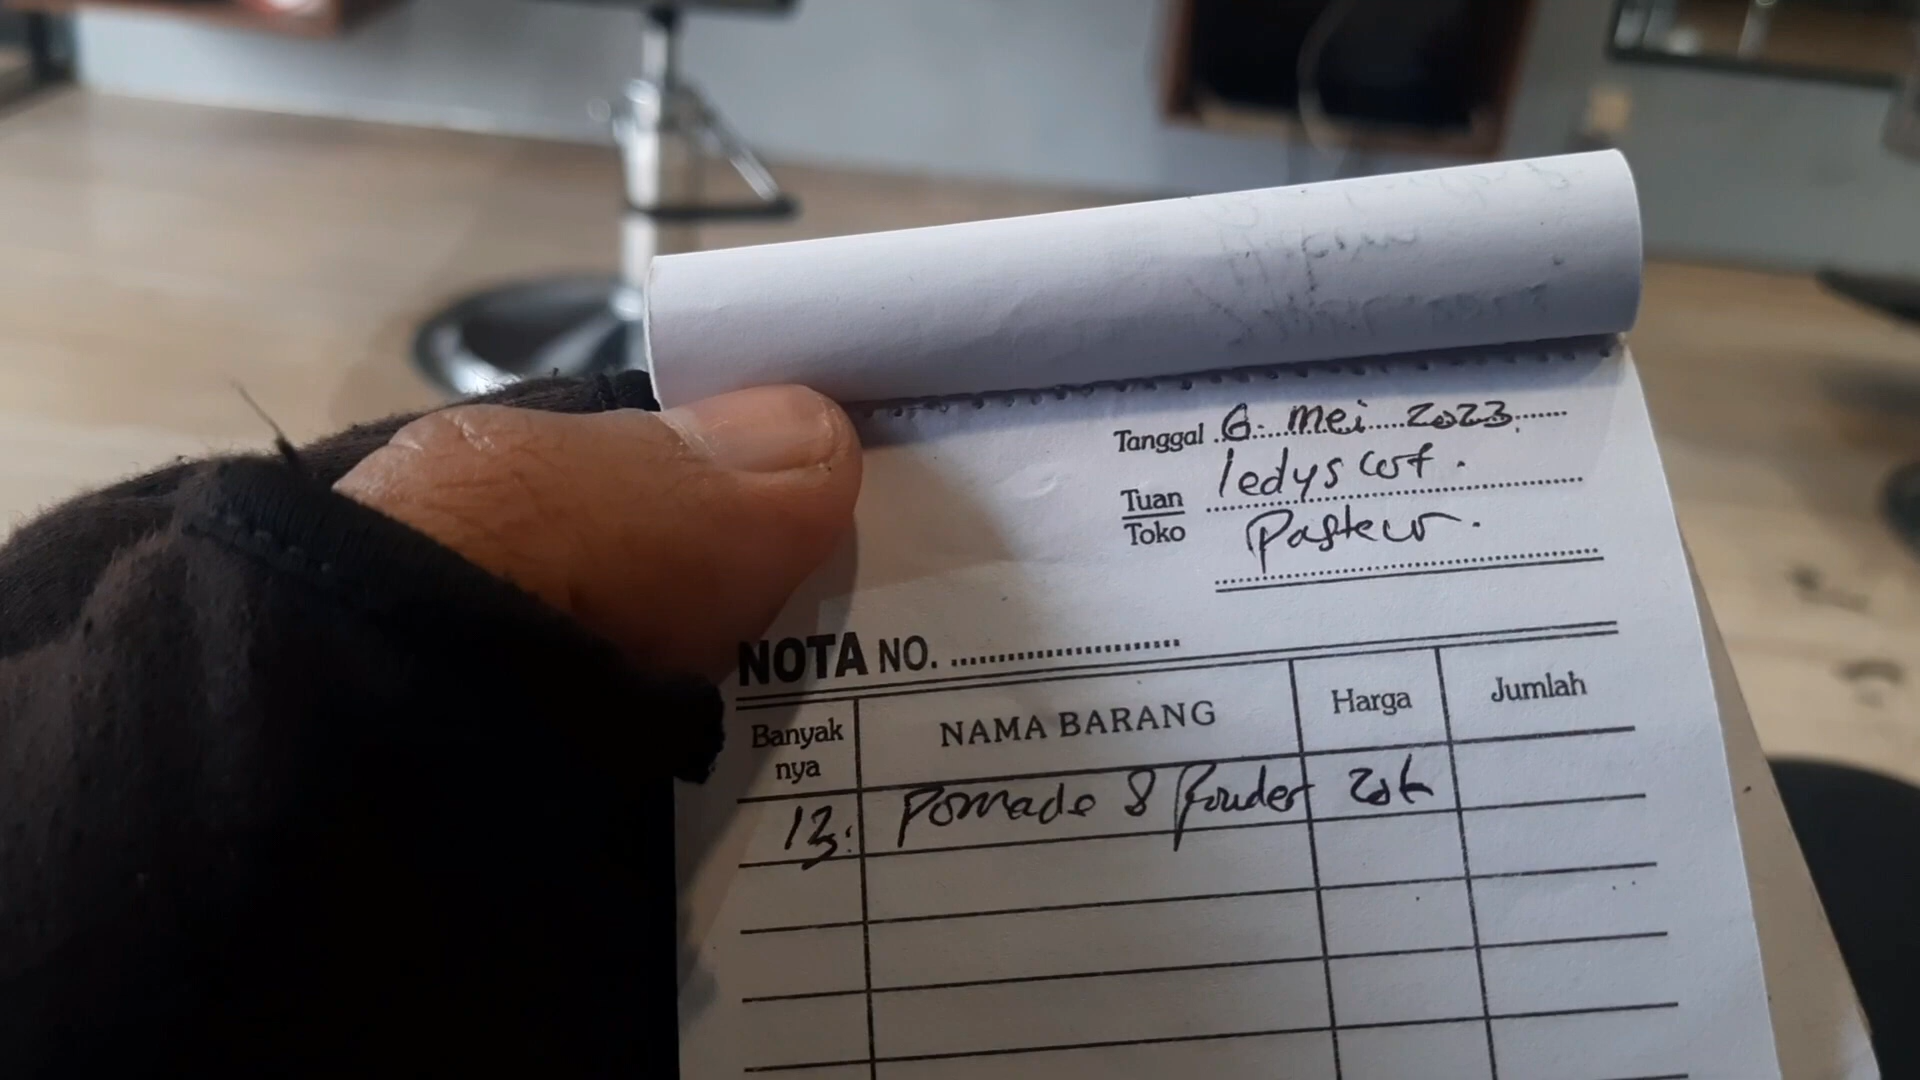 Tanggal 6. Mei 2023.
Tuan ledys cut.
Toko Pasteur.
NOTA NO.
Banyak nya NAMA BARANG Harga Jumlah
13. Pomade & Powder 20k